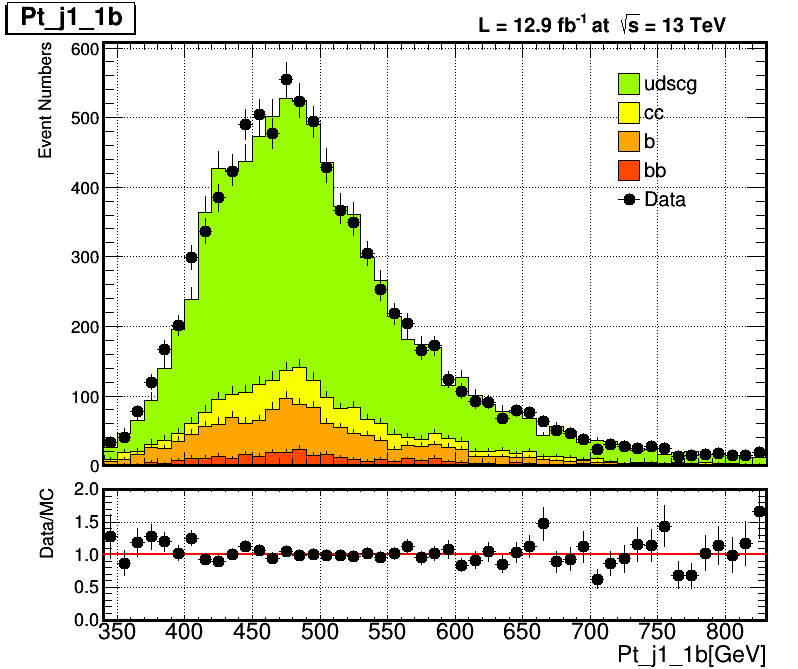 Pt_j1_1b
L = 12.9 fb-1 at √s = 13 TeV
Event Numbers
600
500
400
300
200
100
0
udscg
cc
b
bb
Data
Data/MC
2.0
1.5
1.0
0.5
0.0
350 400 450 500 550 600 650 700 750 800
Pt_j1_1b[GeV]